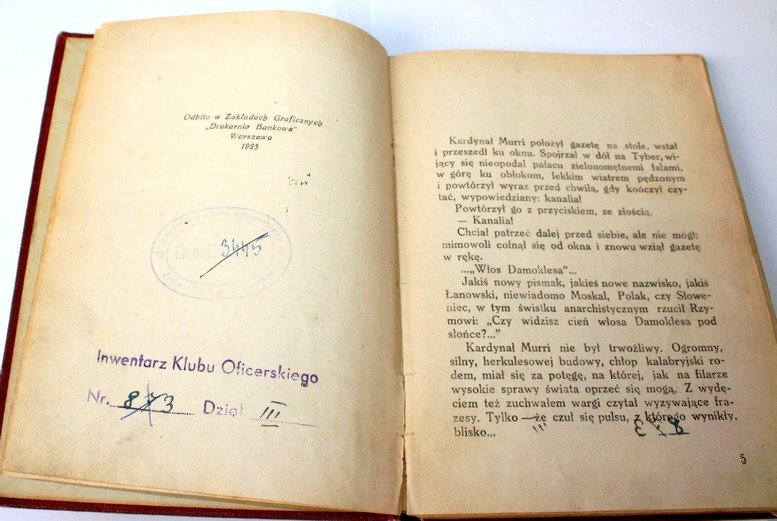 Odbito w Zakładach Graficznych
„Drukarnia Bankowa"
Warszawa
1925
3445
Inwentarz Klubu Oficerskiego
Nr. 873 Dział III
Kardynał Murri położył gazetę na stole, wstał
i przeszedł ku oknu. Spojrzał w dół na Tyber, wi-
jący się nieopodal pałacu zielonomętnemi falami,
w górę ku obłokom, lekkim wiatrem pędzonym
i powtórzył wyraz przed chwilą, gdy kończył czy-
tać, wypowiedziany: kanalia!
Powtórzył go z przyciskiem, ze złością.
— Kanalia!
Chciał patrzeć dalej przed siebie, ale nie mógł;
mimowoli cofnął się od okna i znowu wziął gazetę
w rękę.
...„Włos Damoklesa"...
Jakiś nowy pismak, jakieś nowe nazwisko, jakiś
Łanowski, niewiadomo Moskal, Polak, czy Słowe-
niec, w tym świstku anarchistycznym rzucił Rzy-
mowi: „Czy widzisz cień włosa Damoklesa pod
słońce?..."
Kardynał Murri nie był trwożliwy. Ogromny,
silny, herkulesowej budowy, chłop kalabryjski ro-
dem, miał się za potęgę, na której, jak na filarze
wysokie sprawy świata oprzeć się mogą. Z wydę-
ciem też zuchwałem wargi czytał wyzywające fra-
zesy. Tylko — że czuł się pulsu, z którego wynikły,
blisko...
III 873
5